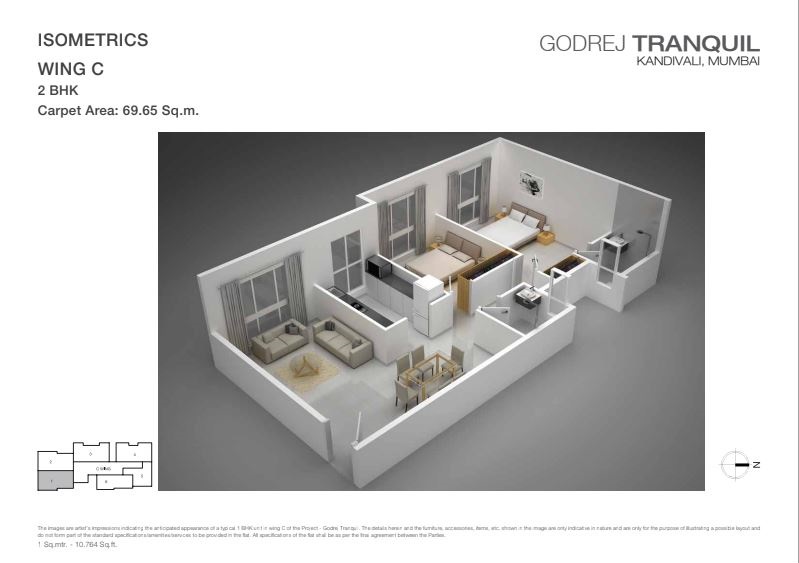 ISOMETRICS
WING C
2 BHK
Carpet Area: 69.65 Sq.m.
GODREJ TRANQUIL
KANDIVALI, MUMBAI
C WING
N
The images are artist's impressions indicating the anticipated appearance of a typical 1 BHK unit in wing C of the Project - Godrej Tranquil. The details herein and the furniture, accessories, items, etc. shown in the image are only indicative in nature and are only for the purpose of illustrating a possible layout and
do not form part of the standard specifications/amenities/services to be provided in the flat. All specifications of the flat shall be as per the final agreement between the Parties.
1 Sq.mtr. - 10.764 Sq.ft.